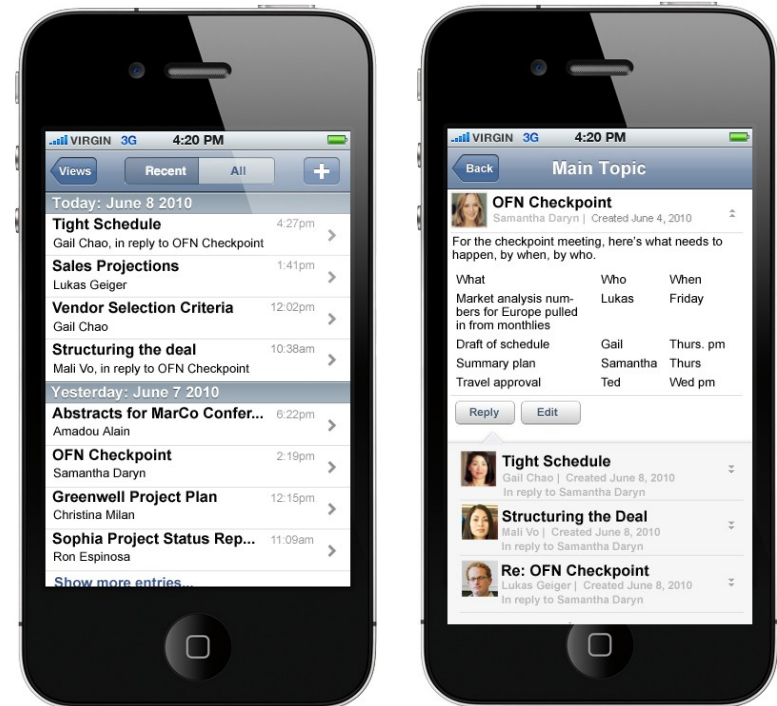 VIRGIN 3G 4:20 PM
Views Recent All +
Today: June 8 2010
Tight Schedule 4:27pm
Gail Chao, in reply to OFN Checkpoint
Sales Projections 1:41pm
Lukas Geiger
Vendor Selection Criteria 12:02pm
Gail Chao
Structuring the deal 10:38am
Mali Vo, in reply to OFN Checkpoint
Yesterday: June 7 2010
Abstracts for MarCo Confer... 6:22pm
Amadou Alain
OFN Checkpoint 2:19pm
Samantha Daryn
Greenwell Project Plan 12:15pm
Christina Milan
Sophia Project Status Rep... 11:09am
Ron Espinosa
Show more entries...
VIRGIN 3G 4:20 PM
Back Main Topic
OFN Checkpoint
Samantha Daryn | Created June 4, 2010
For the checkpoint meeting, here's what needs to
happen, by when, by who.
What Who When
Market analysis num- Lukas Friday
bers for Europe pulled
in from monthlies
Draft of schedule Gail Thurs. pm
Summary plan Samantha Thurs
Travel approval Ted Wed pm
Reply Edit
Tight Schedule
Gail Chao | Created June 8, 2010
In reply to Samantha Daryn
Structuring the Deal
Mali Vo | Created June 8, 2010
In reply to Samantha Daryn
Re: OFN Checkpoint
Lukas Geiger | Created June 8, 2010
In reply to Samantha Daryn